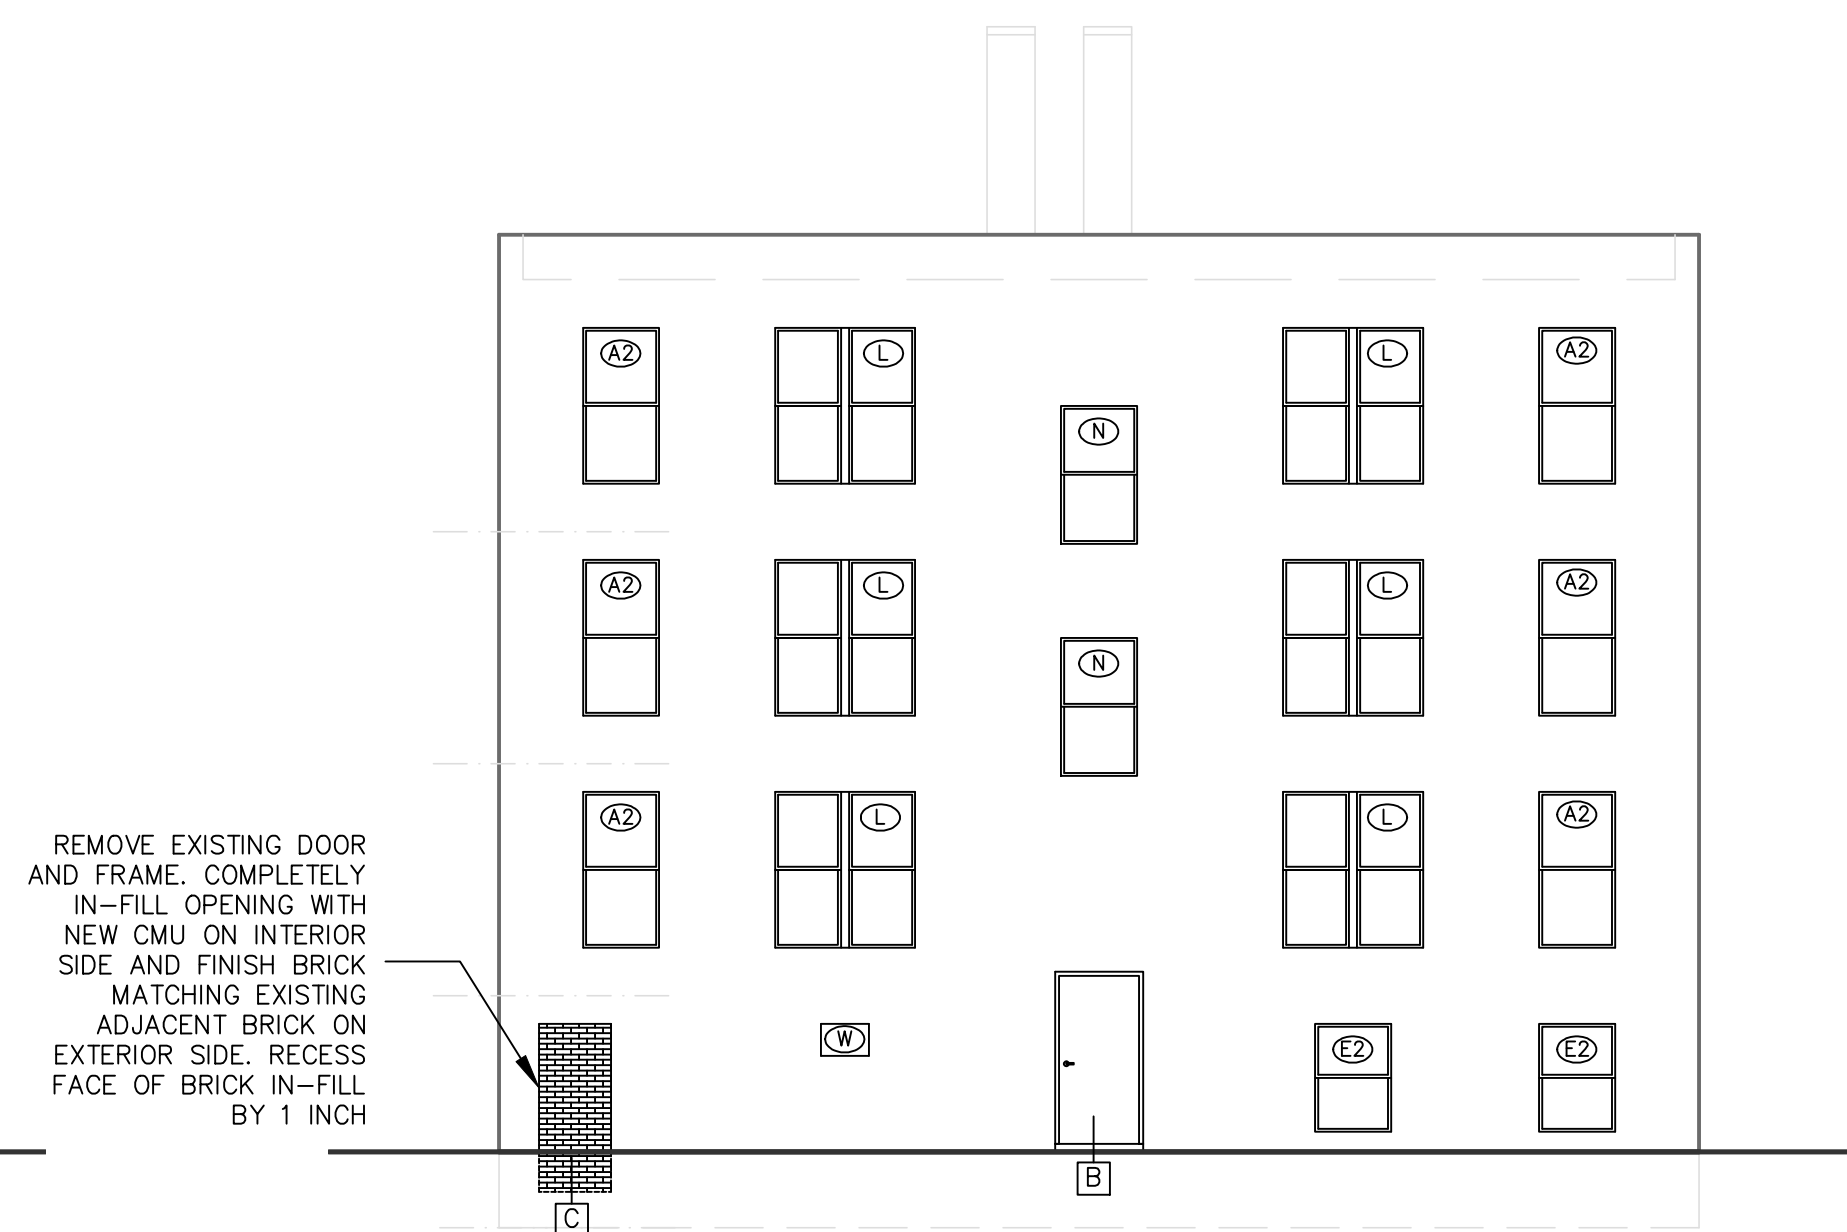 A2 L L A2
N
A2 L L A2
N
A2 L L A2
REMOVE EXISTING DOOR
AND FRAME. COMPLETELY
IN-FILL OPENING WITH
NEW CMU ON INTERIOR
SIDE AND FINISH BRICK
MATCHING EXISTING
ADJACENT BRICK ON
EXTERIOR SIDE. RECESS
FACE OF BRICK IN-FILL
BY 1 INCH
W E2 E2
B
C